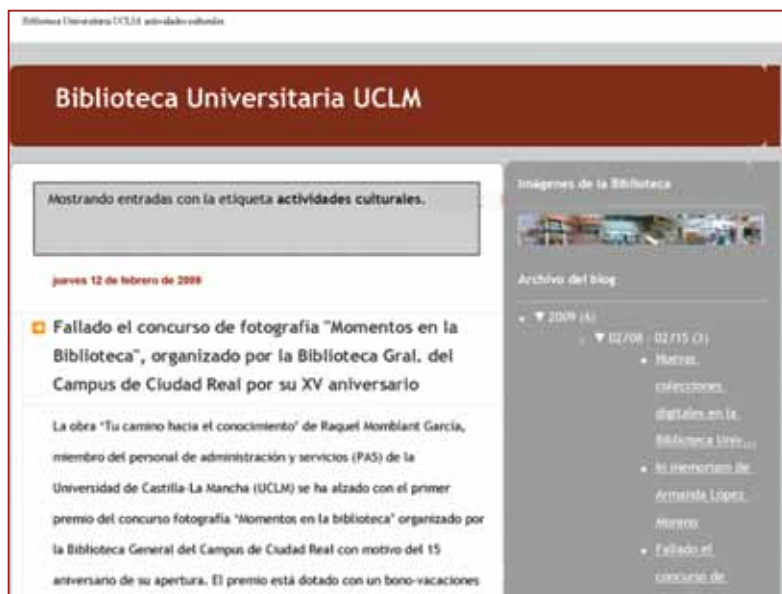 Biblioteca Universitaria UCLM: actividades culturales
Biblioteca Universitaria UCLM
Mostrando entradas con la etiqueta actividades culturales.
jueves 12 de febrero de 2009
Fallado el concurso de fotografía "Momentos en la
Biblioteca", organizado por la Biblioteca Gral. del
Campus de Ciudad Real por su XV aniversario
La obra "Tu camino hacia el conocimiento" de Raquel Momblant García,
miembro del personal de administración y servicios (PAS) de la
Universidad de Castilla-La Mancha (UCLM) se ha alzado con el primer
premio del concurso fotografía "Momentos en la biblioteca" organizado por
la Biblioteca General del Campus de Ciudad Real con motivo del 15
aniversario de su apertura. El premio está dotado con un bono-vacaciones
Imágenes de la Biblioteca
Archivo del blog
▼ 2009 (4)
▼ 02/08 - 02/15 (3)
Nuevas
colecciones
digitales en la
Biblioteca Univ...
In memoriam de
Armanda López
Moreno
Fallado el
concurso de